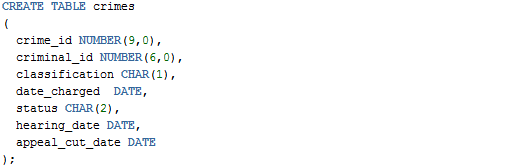 CREATE TABLE crimes
(
  crime_id NUMBER(9,0),
  criminal_id NUMBER(6,0),
  classification CHAR(1),
  date_charged  DATE,
  status CHAR(2),
  hearing_date DATE,
  appeal_cut_date DATE
);